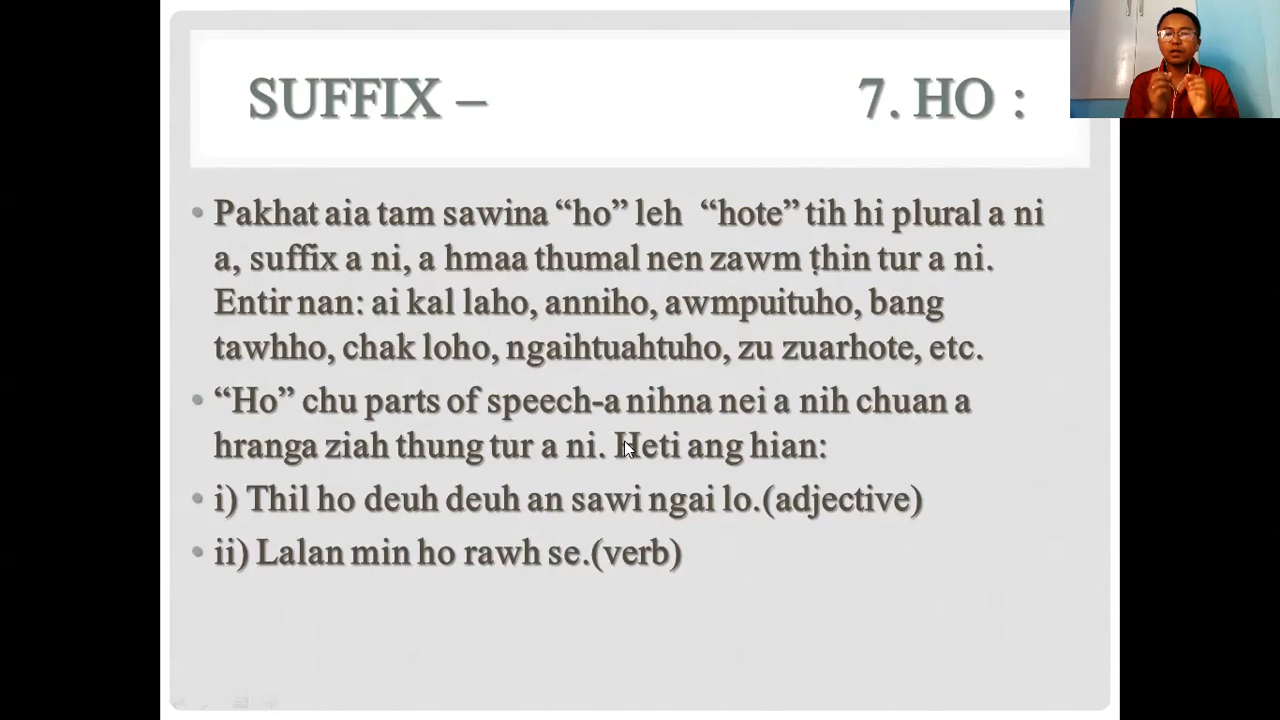 SUFFIX – 7. HO :
Pakhat aia tam sawina “ho” leh “hote” tih hi plural a ni
a, suffix a ni, a hmaa thumal nen zawm ṭhin tur a ni.
Entir nan: ai kal laho, anniho, awmpuituho, bang
tawhho, chak loho, ngaihtuahtuho, zu zuarhote, etc.
“Ho” chu parts of speech-a nihna nei a nih chuan a
hranga ziah thung tur a ni. Heti ang hian:
i) Thil ho deuh deuh an sawi ngai lo.(adjective)
ii) Lalan min ho rawh se.(verb)